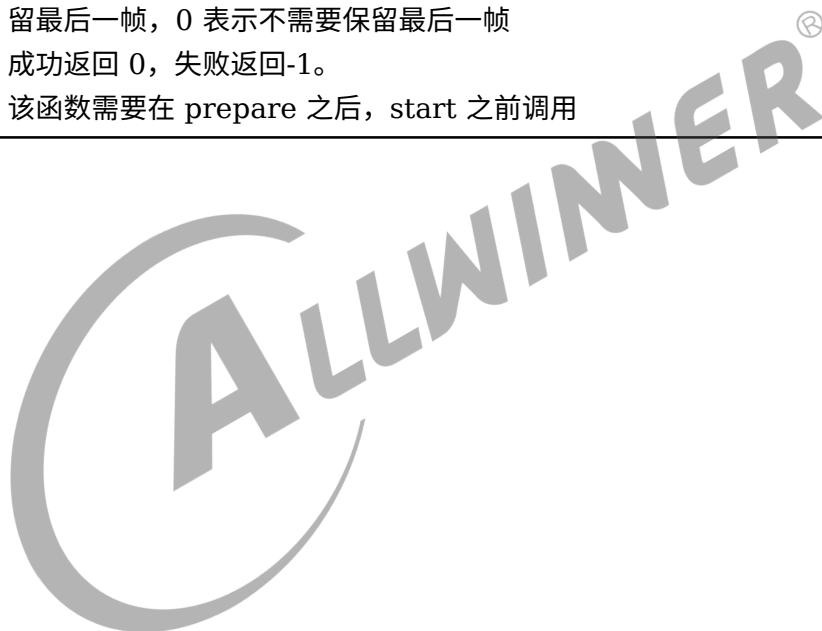 留最后一帧，0 表示不需要保留最后一帧
成功返回 0，失败返回-1。
该函数需要在 prepare 之后，start 之前调用
ALLWINNER®